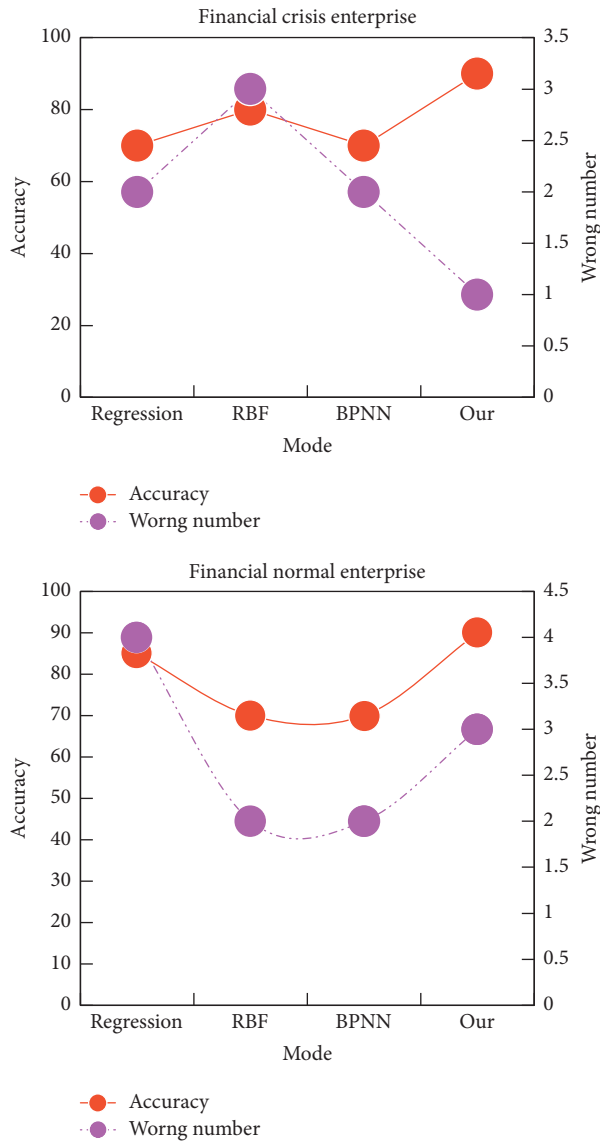 Financial crisis enterprise
100
80
60
40
20
0
Accuracy
3.5
3
2.5
2
1.5
1
0.5
0
Wrong number
Regression RBF BPNN Our
Mode
Accuracy
Worng number
Financial normal enterprise
100
90
80
70
60
50
40
30
20
10
0
Accuracy
4.5
4
3.5
3
2.5
2
1.5
1
0.5
0
Wrong number
Regression RBF BPNN Our
Mode
Accuracy
Worng number